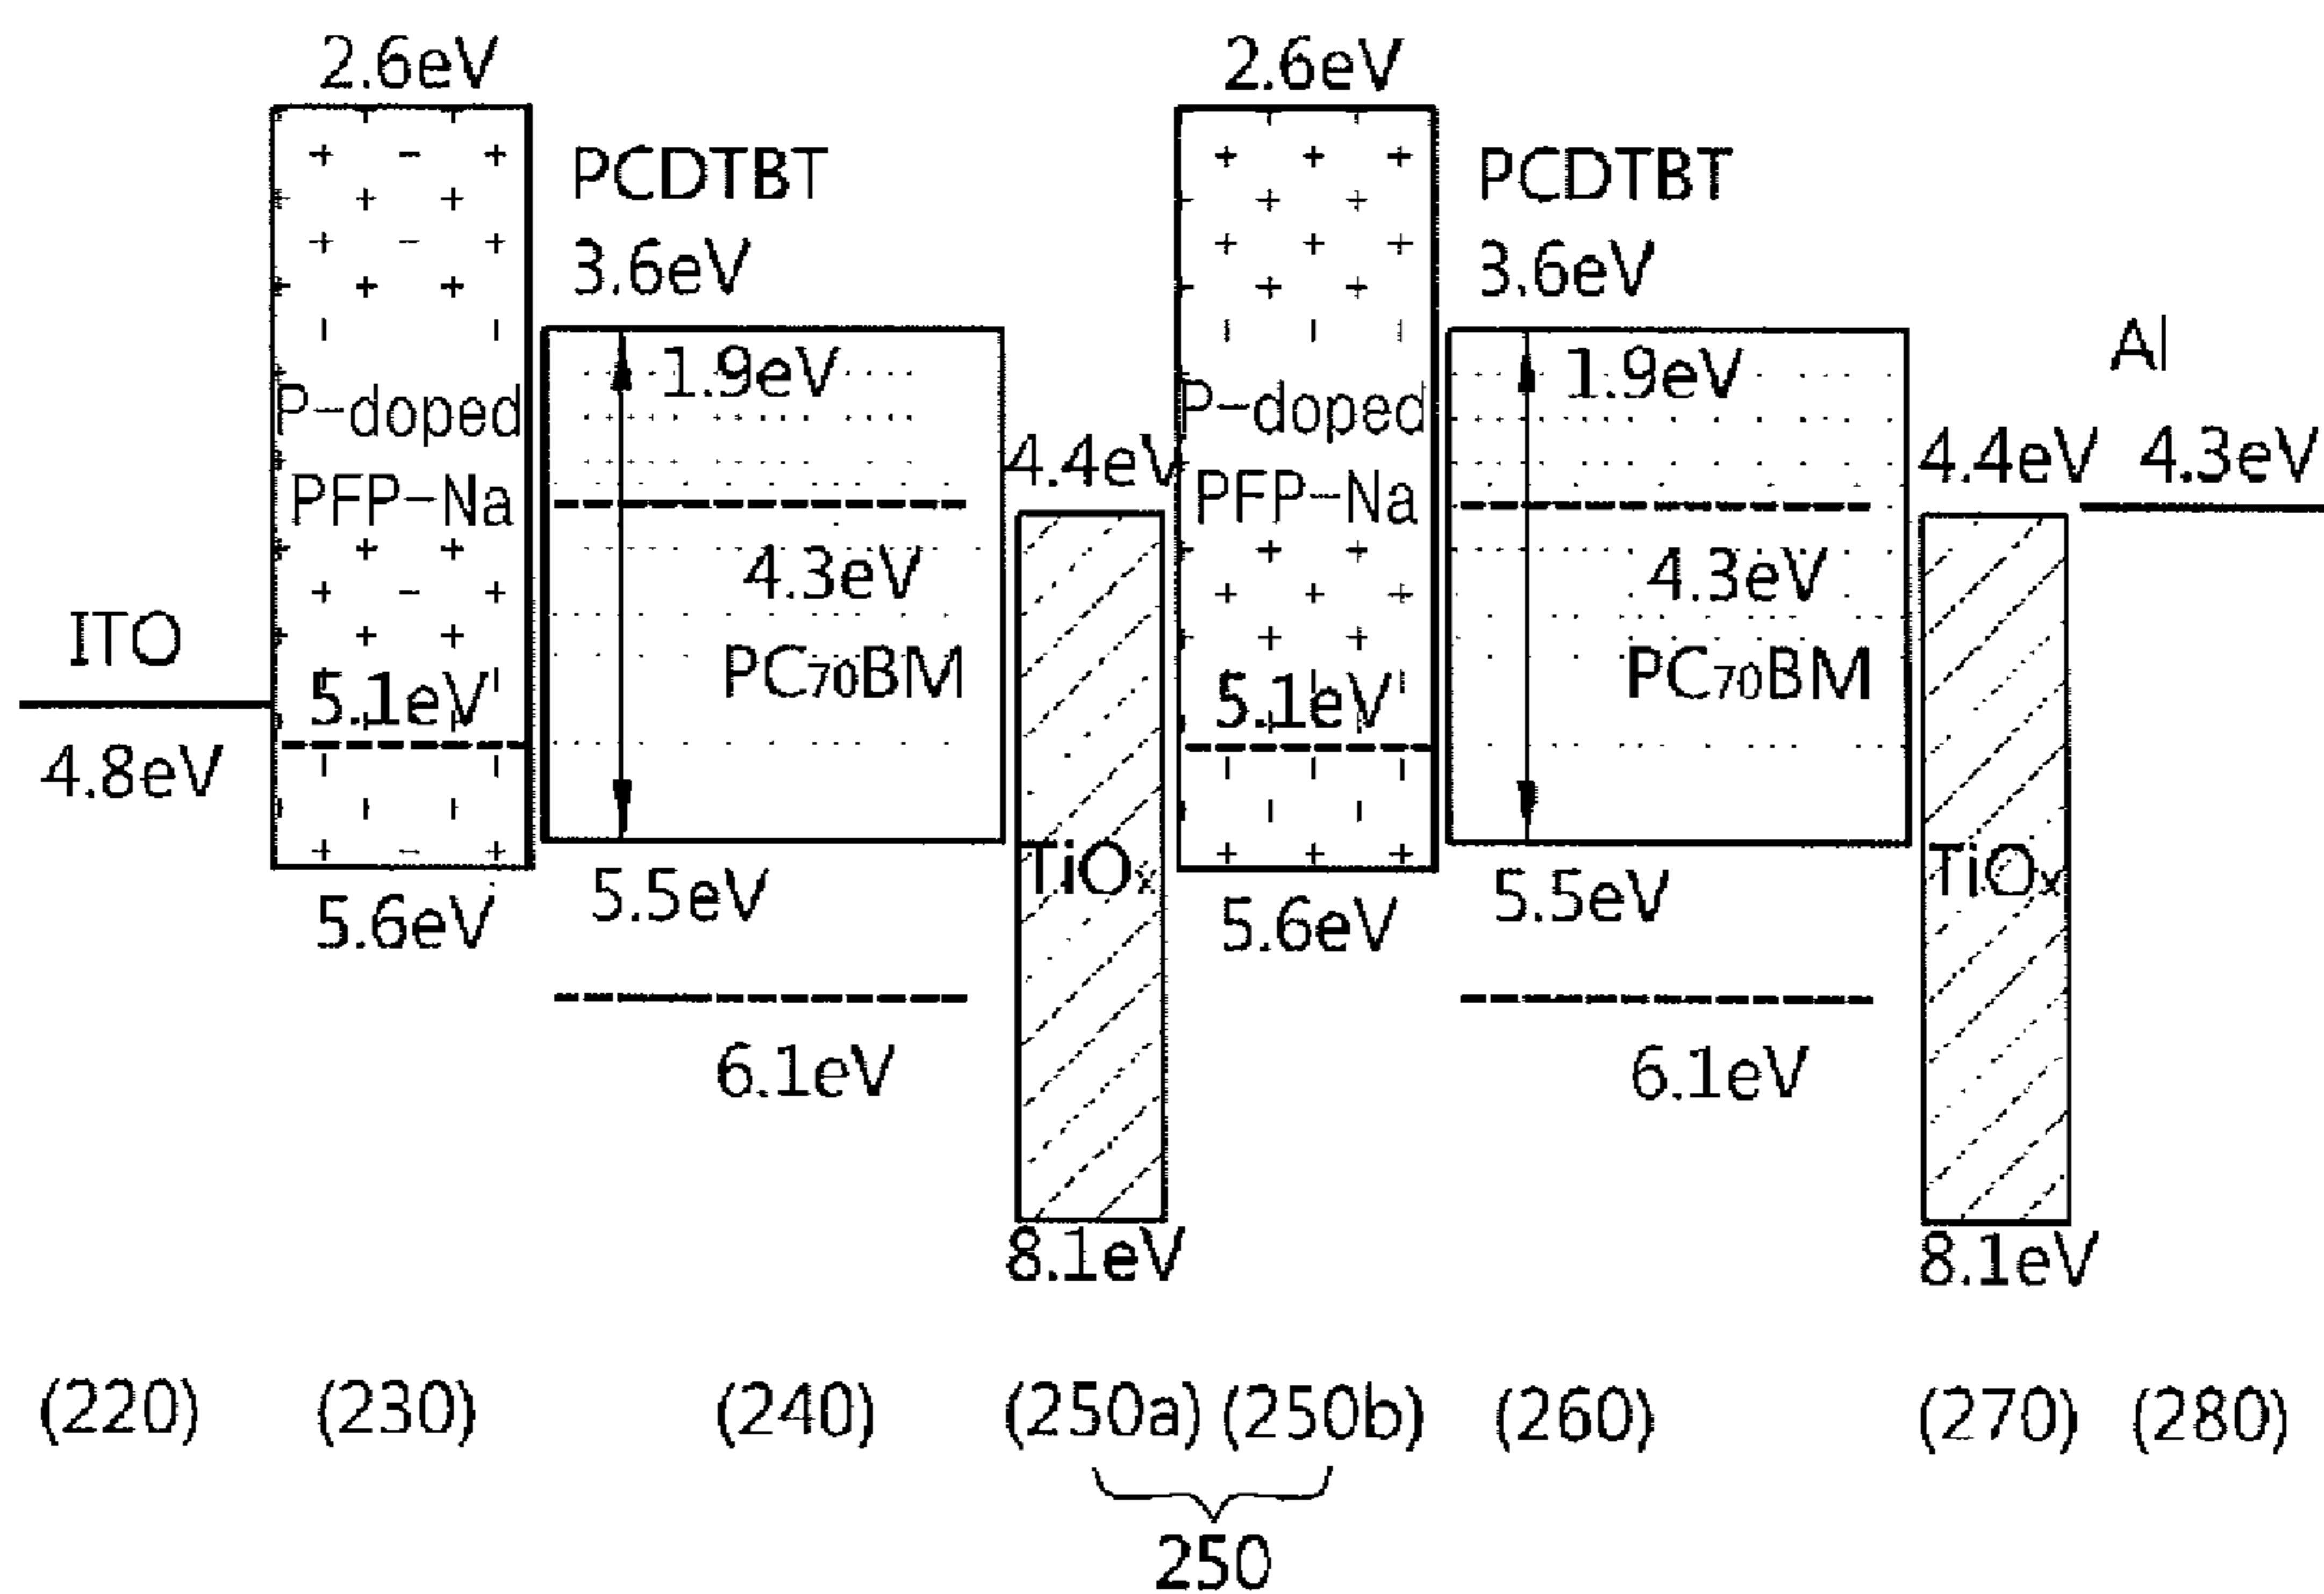 2.6eV
2.6eV
PCDTBT
3.6eV
PCDTBT
3.6eV
1.9eV
1.9eV
Al
P-doped
PFP-Na
4.4eV
P-doped
PFP-Na
4.4eV
4.3eV
4.3eV
4.3eV
ITO
4.8eV
5.1eV
PC₇₀BM
5.1eV
PC₇₀BM
5.6eV
5.5eV
TiOₓ
5.6eV
5.5eV
TiOₓ
6.1eV
6.1eV
8.1eV
8.1eV
(220) (230) (240) (250a) (250b) (260) (270) (280)
250